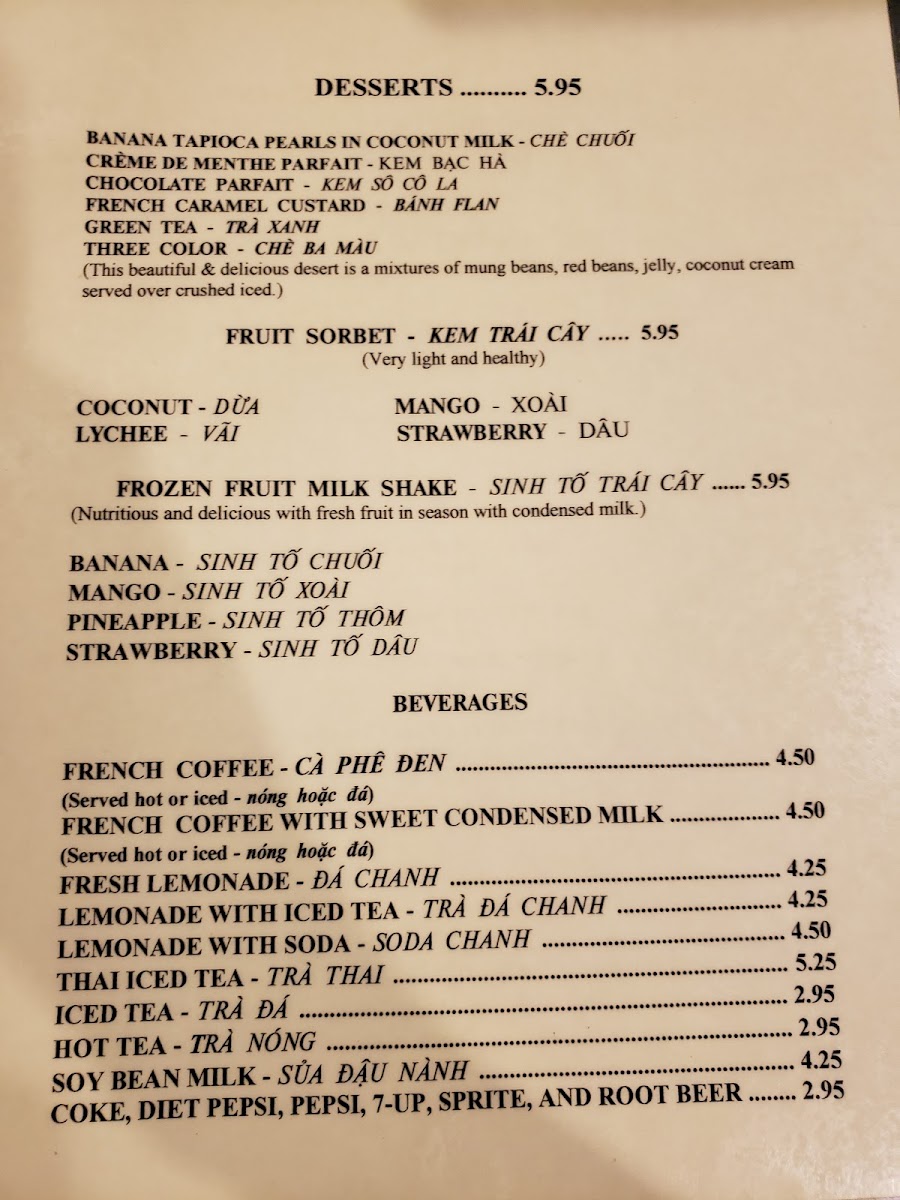 DESSERTS .......... 5.95
BANANA TAPIOCA PEARLS IN COCONUT MILK - CHÈ CHUỐI
CRÈME DE MENTHE PARFAIT - KEM BẠC HÀ
CHOCOLATE PARFAIT - KEM SÔ CÔ LA
FRENCH CARAMEL CUSTARD - BÁNH FLAN
GREEN TEA - TRÀ XANH
THREE COLOR - CHÈ BA MÀU
(This beautiful & delicious desert is a mixtures of mung beans, red beans, jelly, coconut cream
served over crushed iced.)
FRUIT SORBET - KEM TRÁI CÂY ..... 5.95
(Very light and healthy)
COCONUT - DỪA MANGO - XOÀI
LYCHEE - VÃI STRAWBERRY - DÂU
FROZEN FRUIT MILK SHAKE - SINH TỐ TRÁI CÂY ...... 5.95
(Nutritious and delicious with fresh fruit in season with condensed milk.)
BANANA - SINH TỐ CHUỐI
MANGO - SINH TỐ XOÀI
PINEAPPLE - SINH TỐ THÔM
STRAWBERRY - SINH TỐ DÂU
BEVERAGES
FRENCH COFFEE - CÀ PHÊ ĐEN .................................................. 4.50
(Served hot or iced - nóng hoặc đá)
FRENCH COFFEE WITH SWEET CONDENSED MILK .................. 4.50
(Served hot or iced - nóng hoặc đá)
FRESH LEMONADE - ĐÁ CHANH ..................................................... 4.25
LEMONADE WITH ICED TEA - TRÀ ĐÁ CHANH ........................... 4.25
LEMONADE WITH SODA - SODA CHANH ....................................... 4.50
THAI ICED TEA - TRÀ THAI ............................................................... 5.25
ICED TEA - TRÀ ĐÁ .............................................................................. 2.95
HOT TEA - TRÀ NÓNG .......................................................................... 2.95
SOY BEAN MILK - SỦA ĐẬU NÀNH .................................................. 4.25
COKE, DIET PEPSI, PEPSI, 7-UP, SPRITE, AND ROOT BEER ........ 2.95